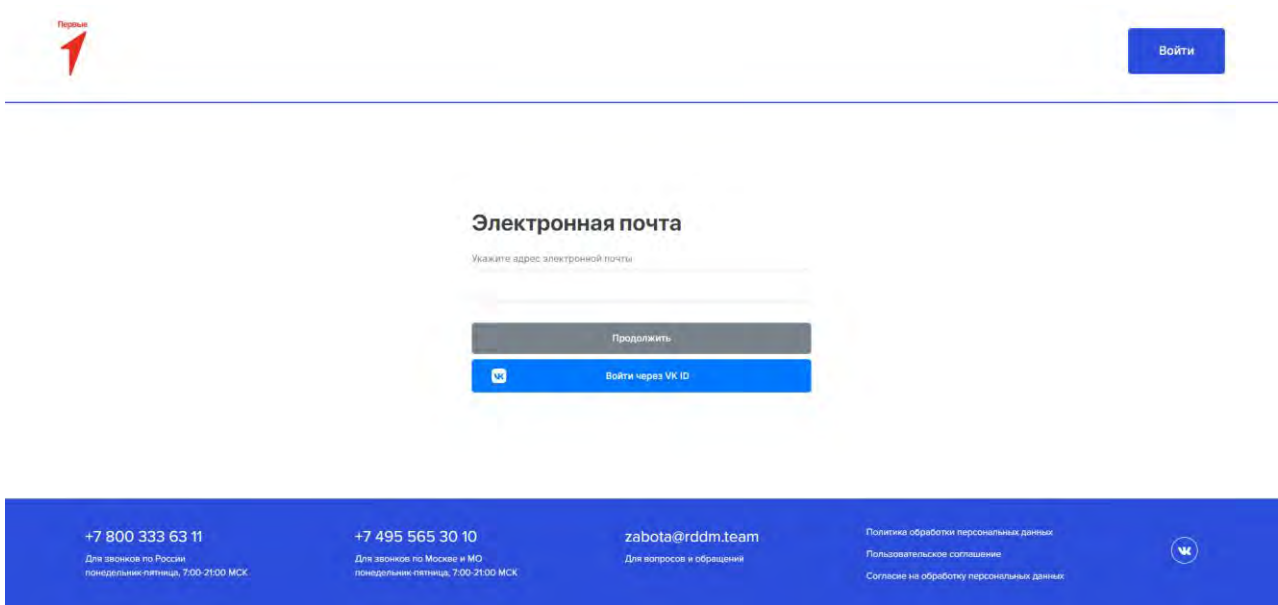 Первые
Войти
Электронная почта
Укажите адрес электронной почты
Продолжить
Войти через VK ID
+7 800 333 63 11
Для звонков по России
понедельник-пятница, 7:00-21:00 МСК
+7 495 565 30 10
Для звонков по Москве и МО
понедельник-пятница, 7:00-21:00 МСК
zabota@rddm.team
Для вопросов и обращений
Политика обработки персональных данных
Пользовательское соглашение
Согласие на обработку персональных данных